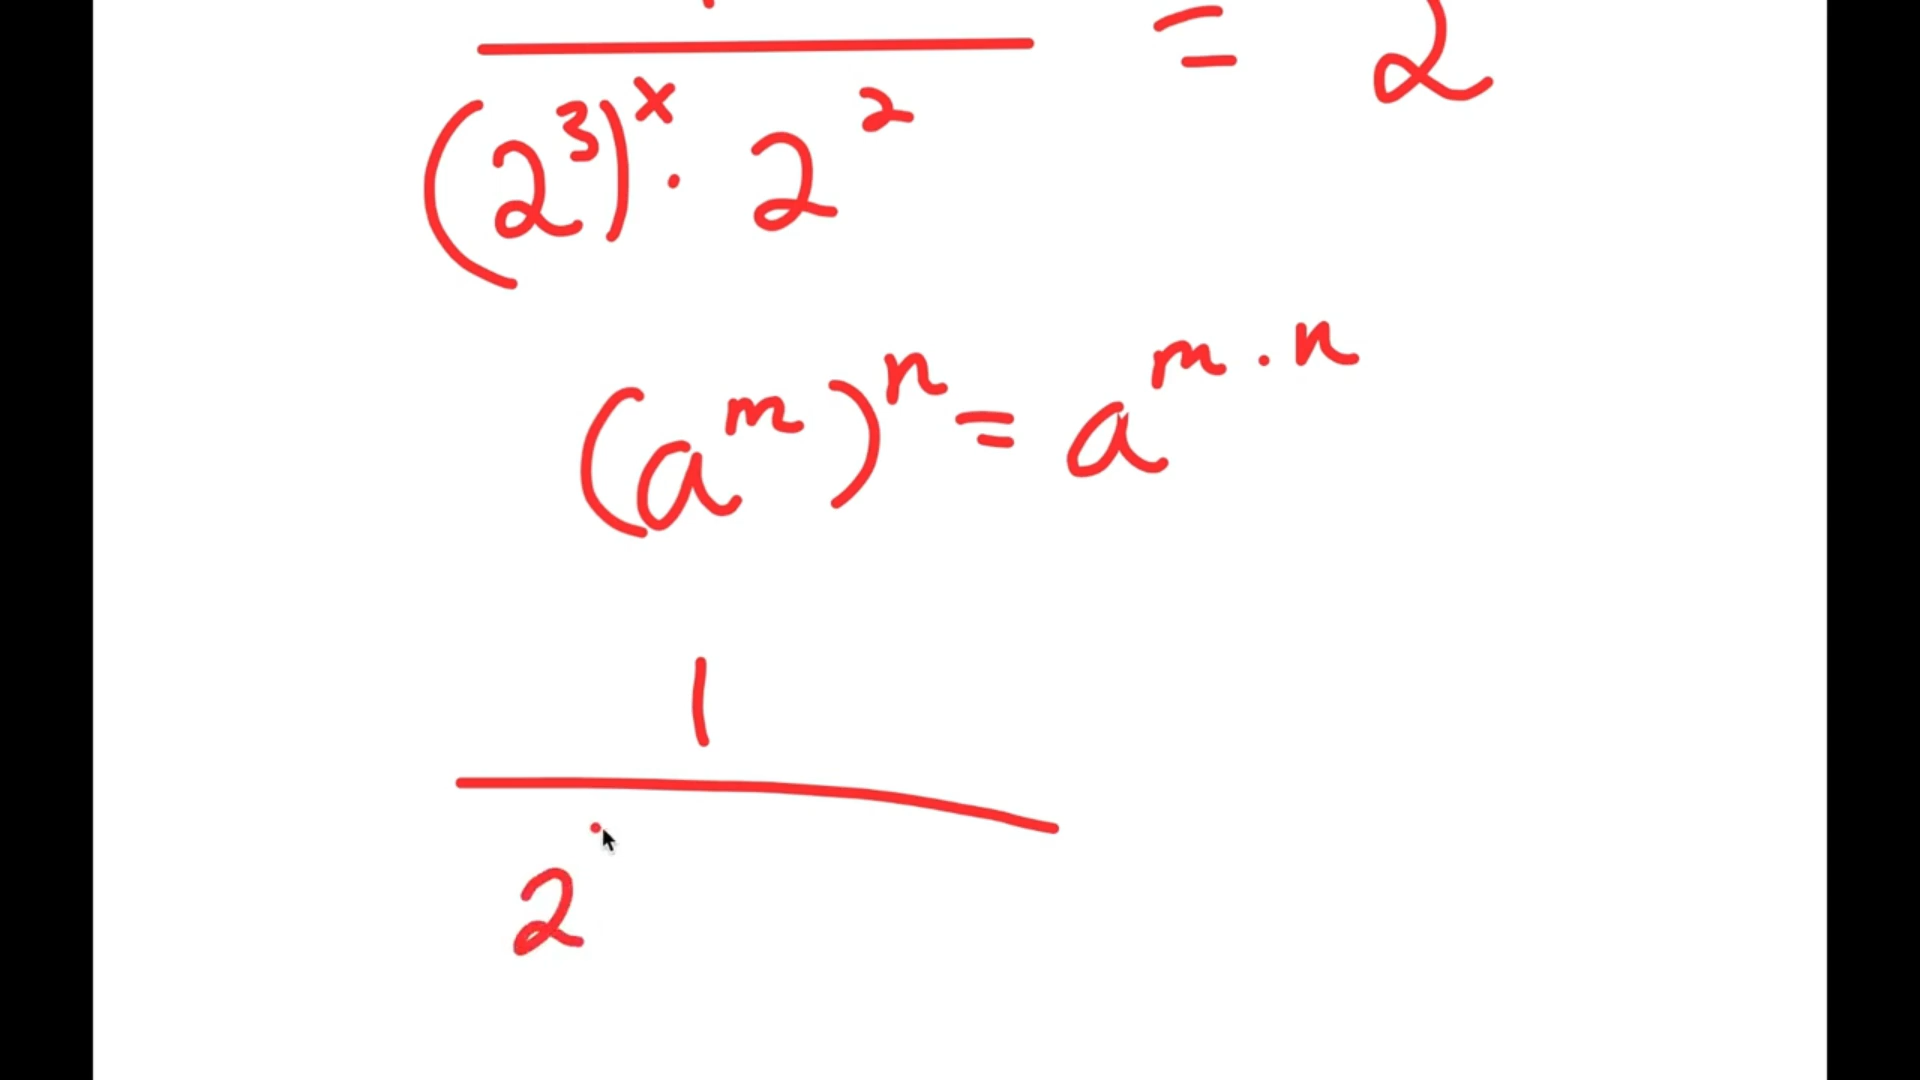 = 2
(2³)ˣ · 2²
(aᵐ)ⁿ = aᵐ · ⁿ
1
2